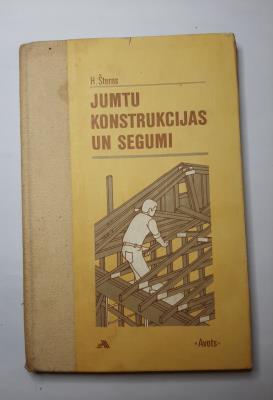 H. Šterns
JUMTU
KONSTRUKCIJAS
UN SEGUMI
«Avots»